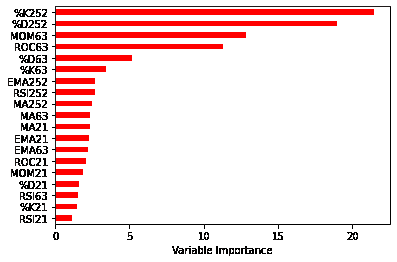 %K252
%D252
MOM63
ROC63
%D63
%K63
EMA252
RSI252
MA252
MA63
MA21
EMA21
EMA63
ROC21
MOM21
%D21
RSI63
%K21
RSI21
0 5 10 15 20
Variable Importance